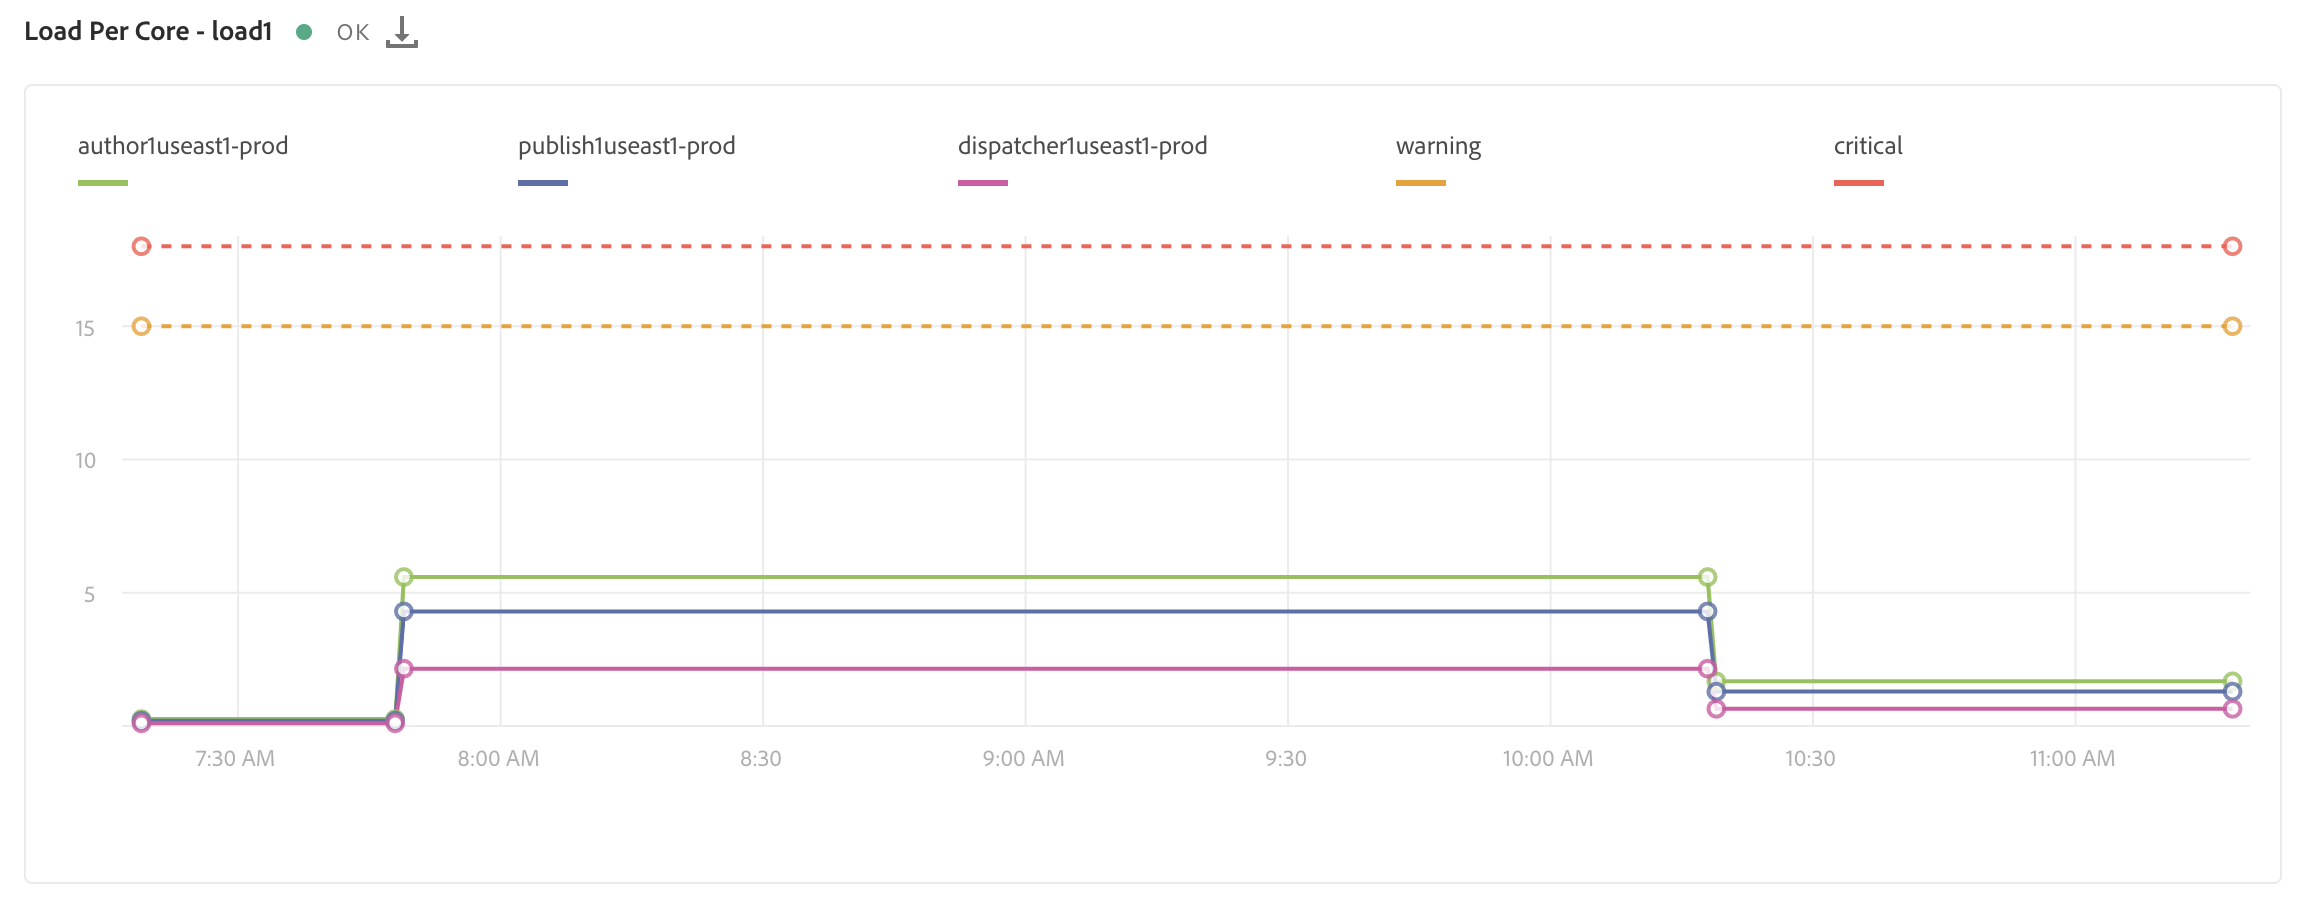 Load Per Core - load1 OK
author1useast1-prod publish1useast1-prod dispatcher1useast1-prod warning critical
15
10
5
7:30 AM 8:00 AM 8:30 9:00 AM 9:30 10:00 AM 10:30 11:00 AM